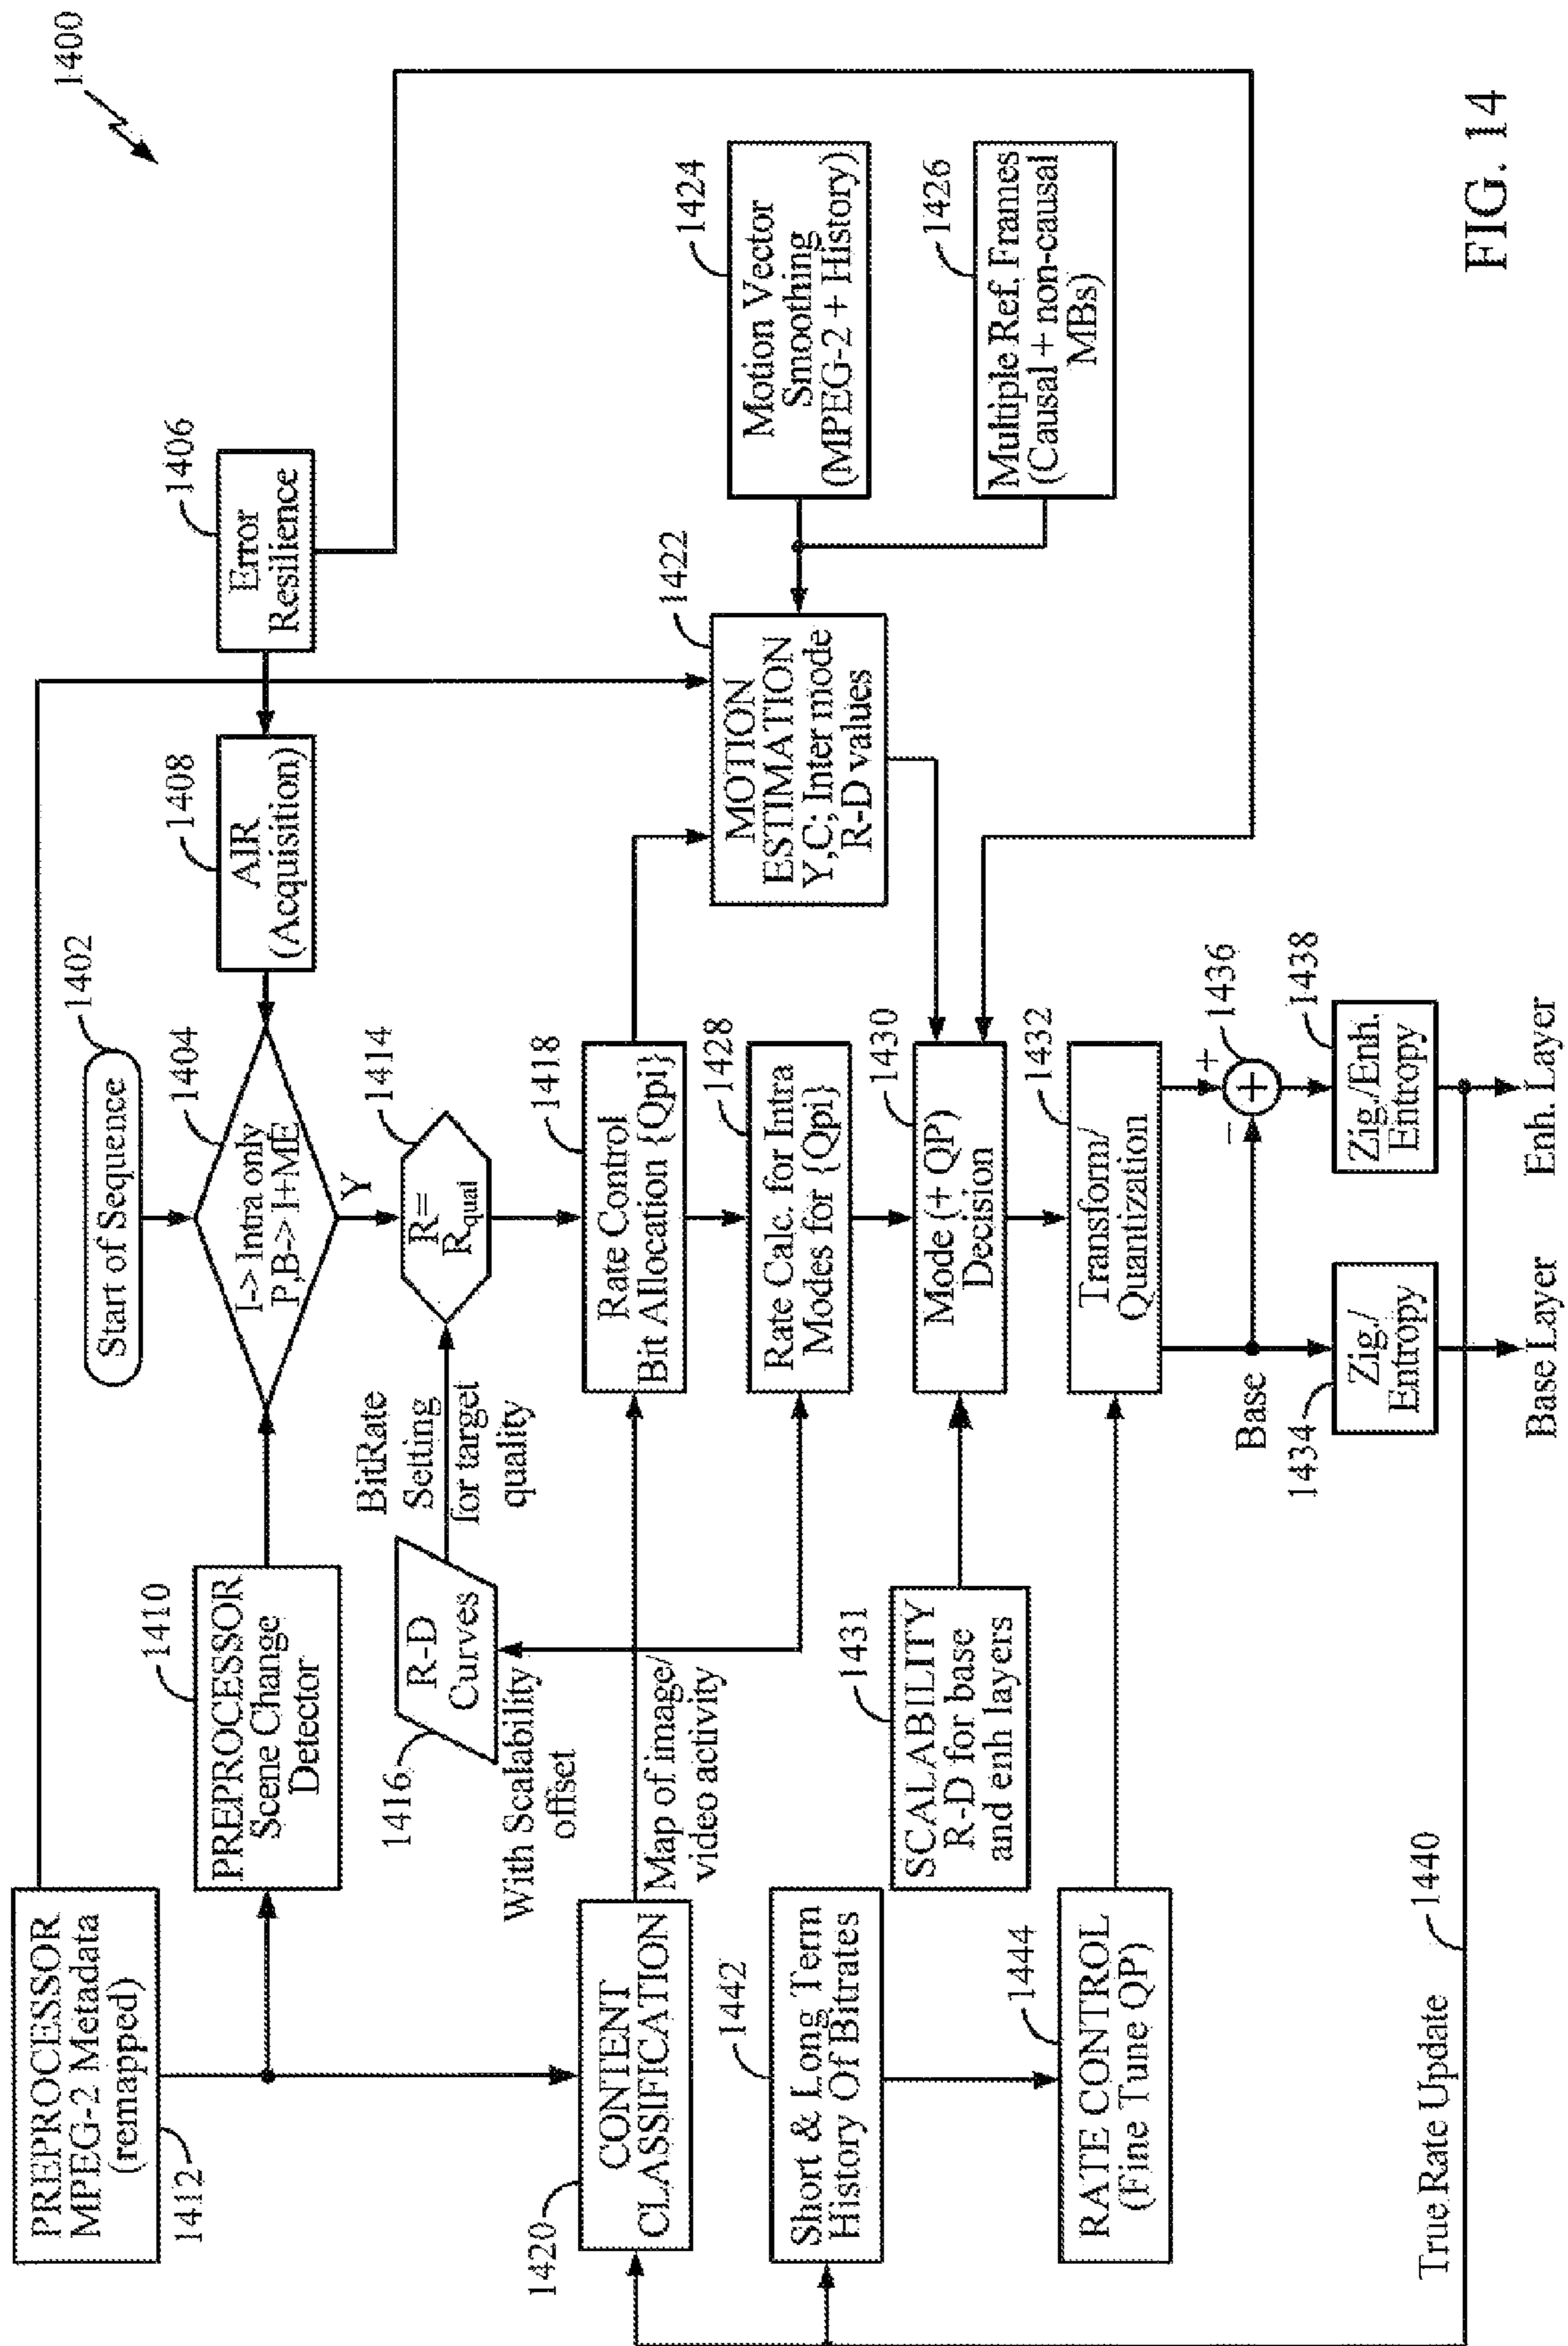 1400
1402
Start of Sequence
1404
I-> Intra only
P,B-> I+ME
Y
1406
Error
Resilience
1408
AIR
(Acquisition)
1410
PREPROCESSOR
Scene Change
Detector
PREPROCESSOR
MPEG-2 Metadata
(remapped)
1412
1414
R=
Rqual
BitRate
Setting
for target
quality
R-D
Curves
1416
With Scalability
offset
1418
Rate Control
Bit Allocation {Qpi}
Map of image/
video activity
CONTENT
CLASSIFICATION
1420
1422
MOTION
ESTIMATION
Y,C; Inter mode
R-D values
1424
Motion Vector
Smoothing
(MPEG-2 + History)
1426
Multiple Ref. Frames
(Causal + non-causal
MBs)
1428
Rate Calc. for Intra
Modes for {Qpi}
1430
Mode (+ QP)
Decision
1431
SCALABILITY
R-D for base
and enh layers
1442
Short & Long Term
History Of Bitrates
1432
Transform/
Quantization
1444
RATE CONTROL
(Fine Tune QP)
Base
−
+
+
1436
1434
Zig./
Entropy
1438
Zig./Enh.
Entropy
True Rate Update
1440
Base Layer
Enh. Layer
FIG. 14